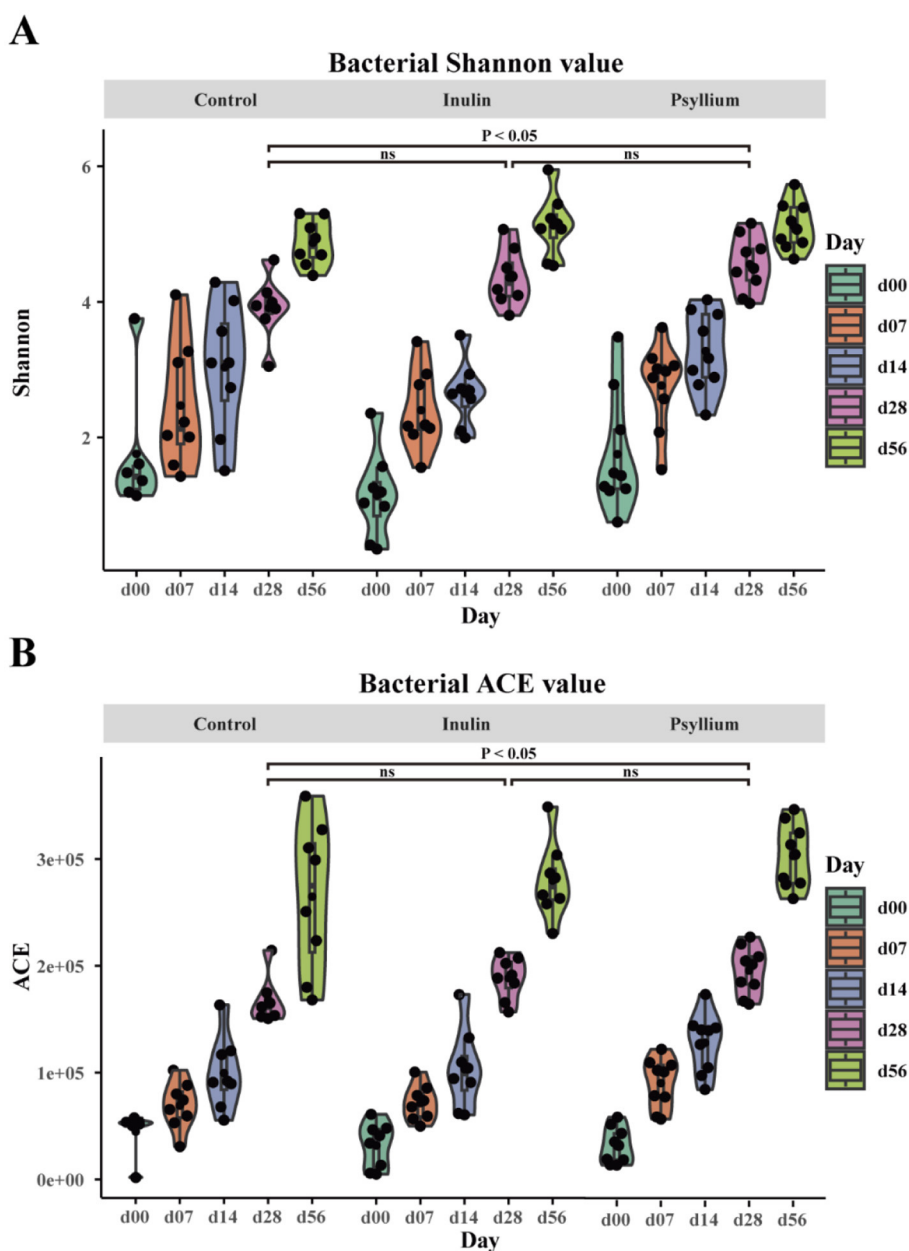 A
Bacterial Shannon value
Control Inulin Psyllium
P < 0.05
ns ns
6
4
2
Shannon
Day
d00
d07
d14
d28
d56
d00 d07 d14 d28 d56 d00 d07 d14 d28 d56 d00 d07 d14 d28 d56
Day
B
Bacterial ACE value
Control Inulin Psyllium
P < 0.05
ns ns
3e+05
2e+05
1e+05
0e+00
ACE
Day
d00
d07
d14
d28
d56
d00 d07 d14 d28 d56 d00 d07 d14 d28 d56 d00 d07 d14 d28 d56
Day